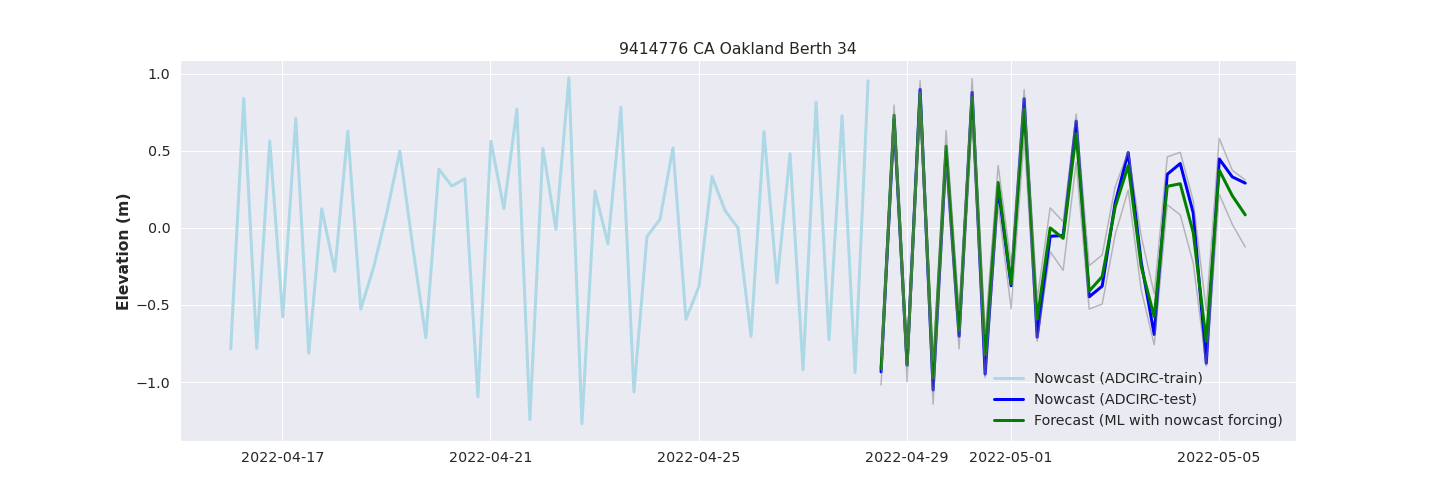 9414776 CA Oakland Berth 34
1.0
0.5
0.0
−0.5
−1.0
Elevation (m)
Nowcast (ADCIRC-train)
Nowcast (ADCIRC-test)
Forecast (ML with nowcast forcing)
2022-04-17 2022-04-21 2022-04-25 2022-04-29 2022-05-01 2022-05-05